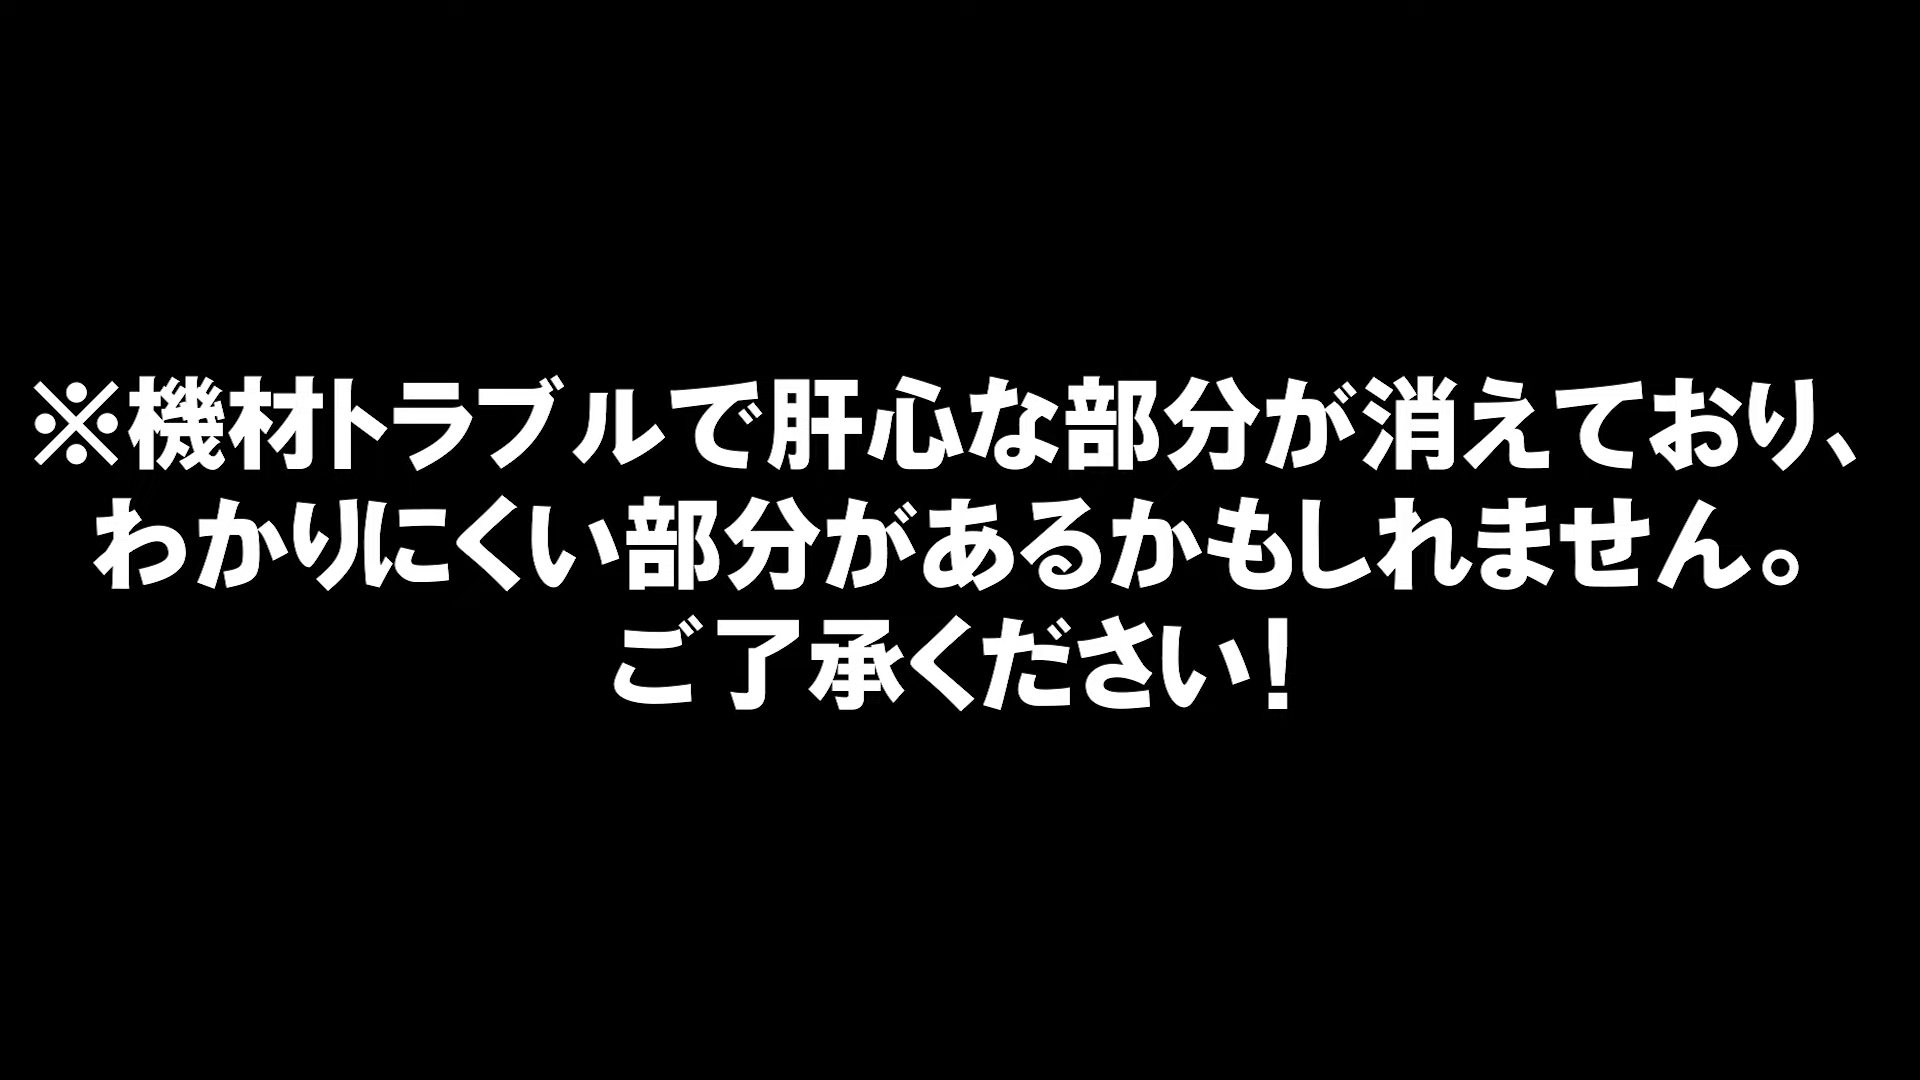 ※機材トラブルで肝心な部分が消えており、
わかりにくい部分があるかもしれません。
ご了承ください！